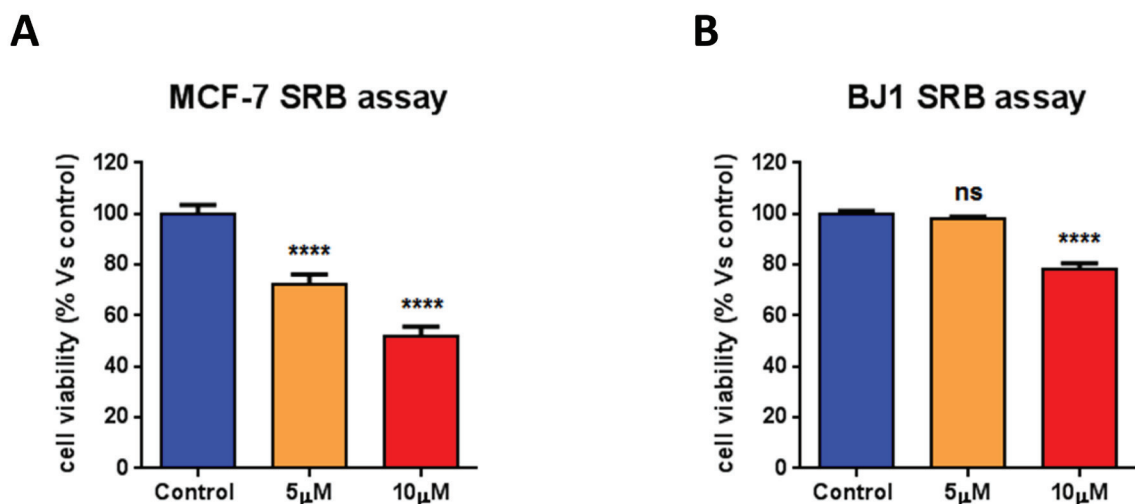 A
MCF-7 SRB assay
cell viability (% Vs control)
120
100
80
60
40
20
0
****
****
Control 5µM 10µM
B
BJ1 SRB assay
cell viability (% Vs control)
120
100
80
60
40
20
0
ns
****
Control 5µM 10µM